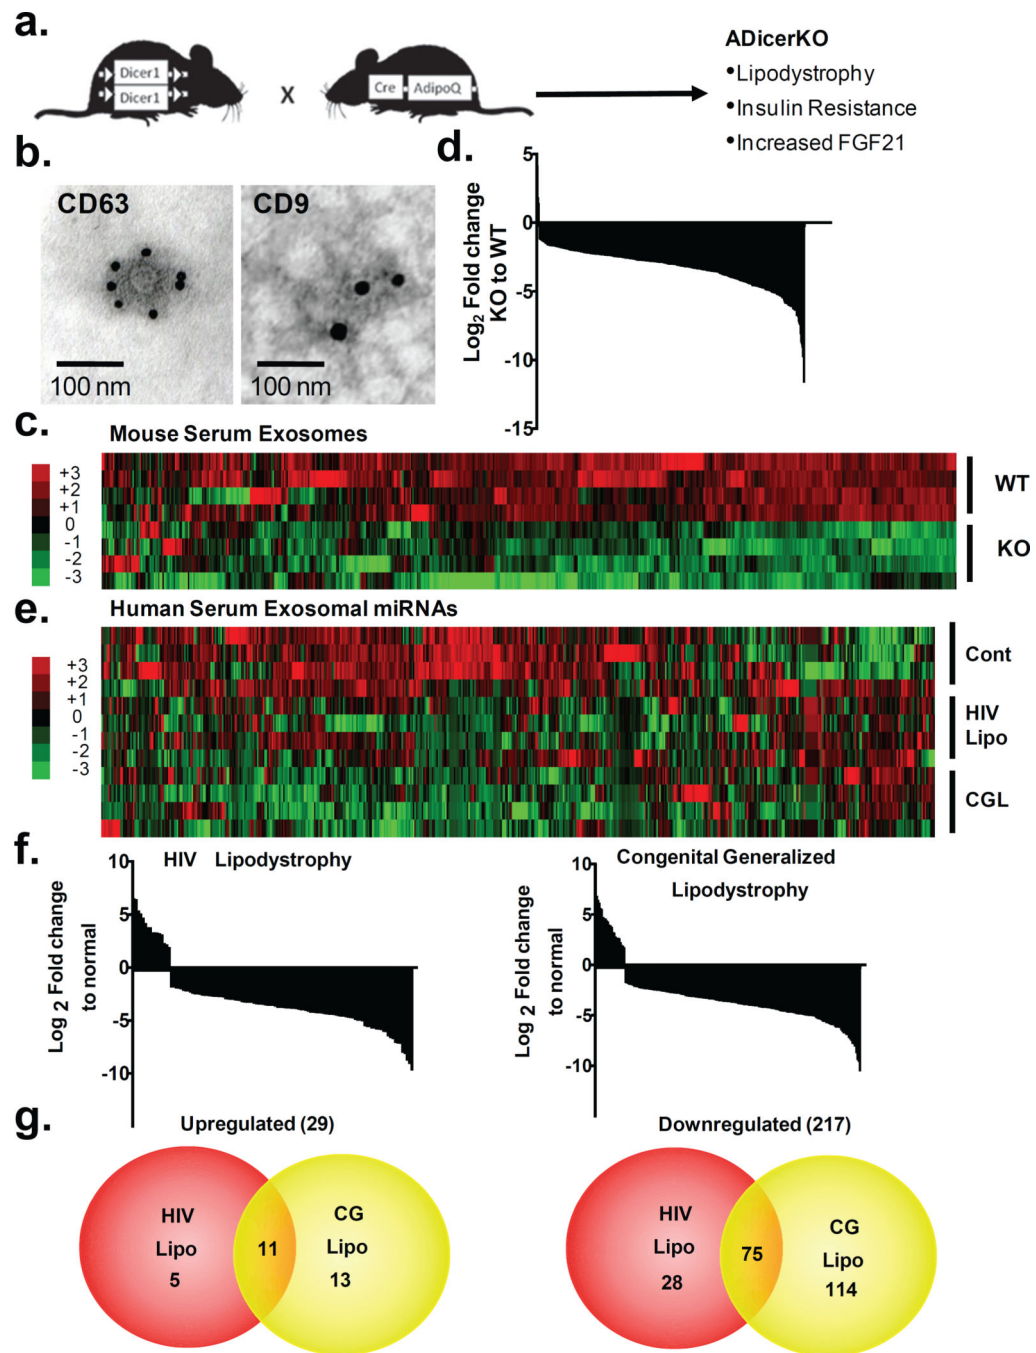 a.
Dicer1
Dicer1
X
Cre
AdipoQ
ADicerKO
•Lipodystrophy
•Insulin Resistance
•Increased FGF21
b.
CD63
100 nm
CD9
100 nm
d.
Log2 Fold change
KO to WT
5
0
-5
-10
-15
c.
Mouse Serum Exosomes
+3
+2
+1
0
-1
-2
-3
WT
KO
e.
Human Serum Exosomal miRNAs
+3
+2
+1
0
-1
-2
-3
Cont
HIV
Lipo
CGL
f.
HIV Lipodystrophy
Log 2 Fold change
to normal
10
5
0
-5
-10
Congenital Generalized
Lipodystrophy
Log 2 Fold change
to normal
10
5
0
-5
-10
g.
Upregulated (29)
HIV
Lipo
5
11
CG
Lipo
13
Downregulated (217)
HIV
Lipo
28
75
CG
Lipo
114